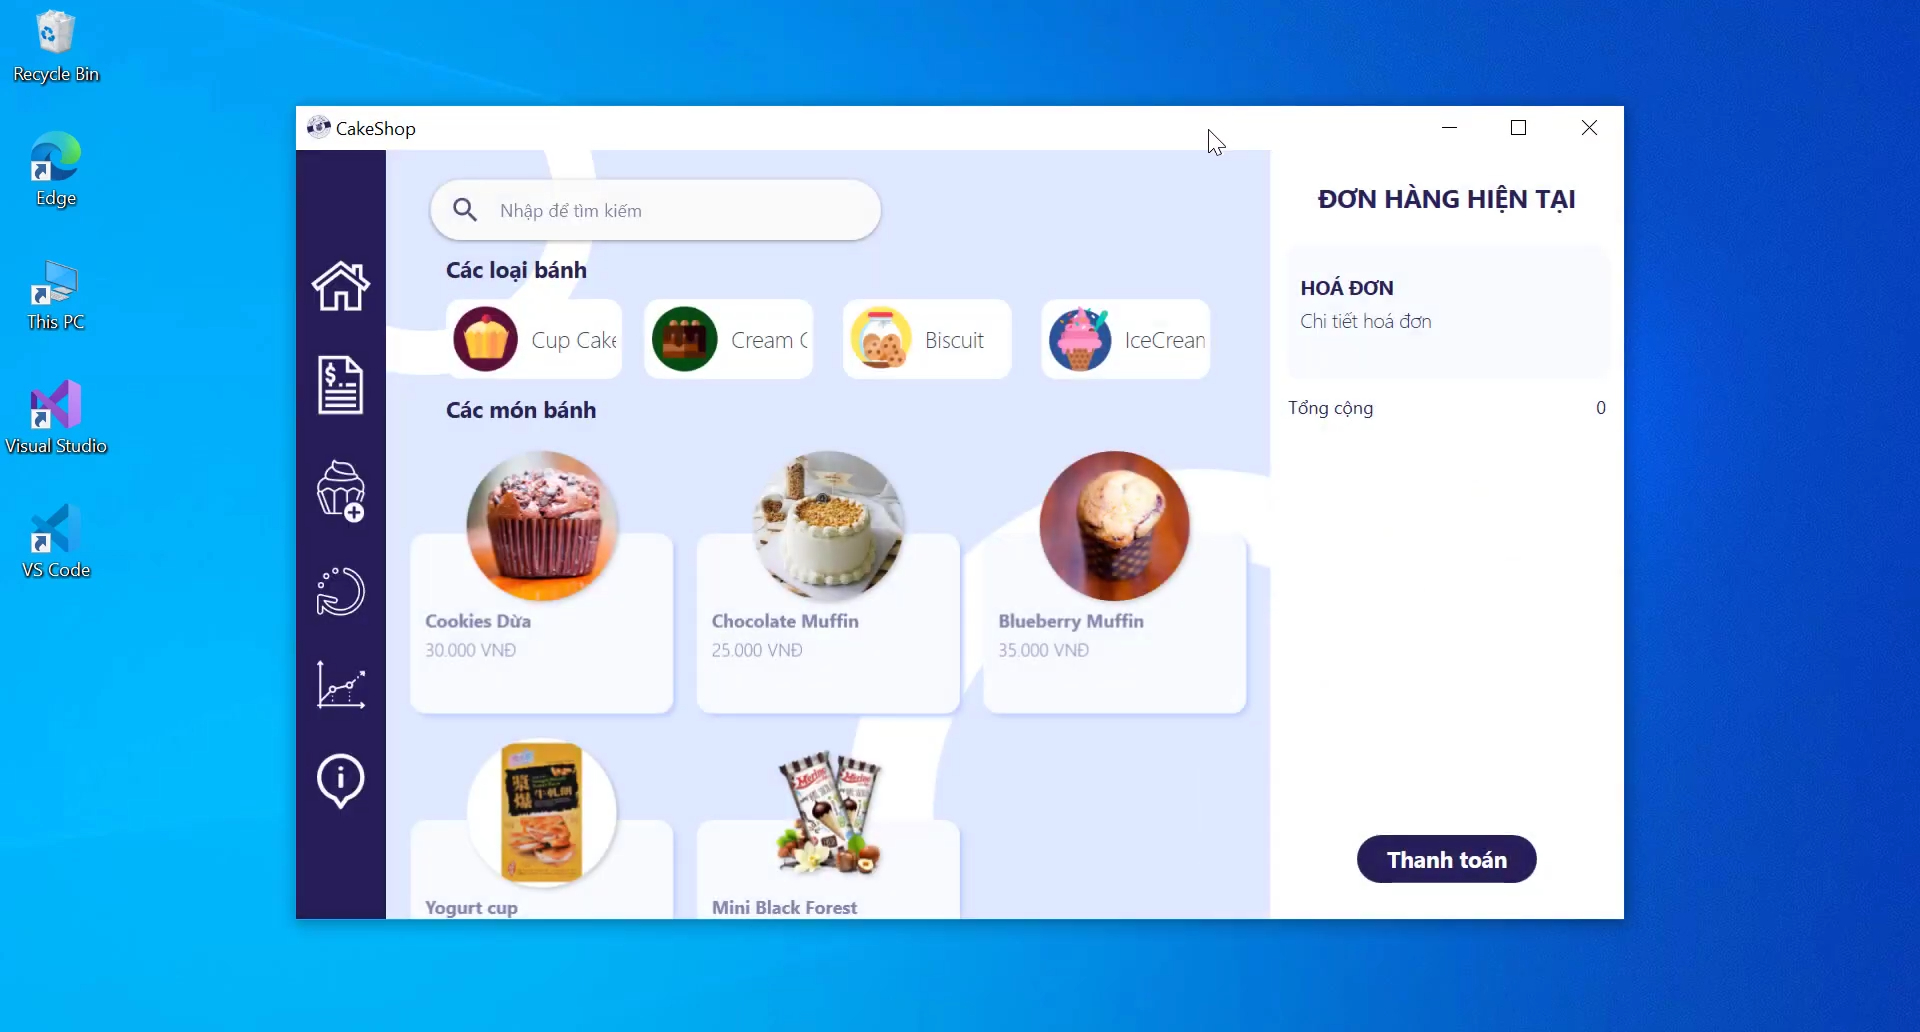 Recycle Bin
Edge
This PC
Visual Studio
VS Code
CakeShop
Nhập để tìm kiếm
Các loại bánh
Cup Cake
Cream C
Biscuit
IceCream
Các món bánh
Cookies Dừa
30.000 VNĐ
Chocolate Muffin
25.000 VNĐ
Blueberry Muffin
35.000 VNĐ
Yogurt cup
Mini Black Forest
ĐƠN HÀNG HIỆN TẠI
HOÁ ĐƠN
Chi tiết hoá đơn
Tổng cộng 0
Thanh toán